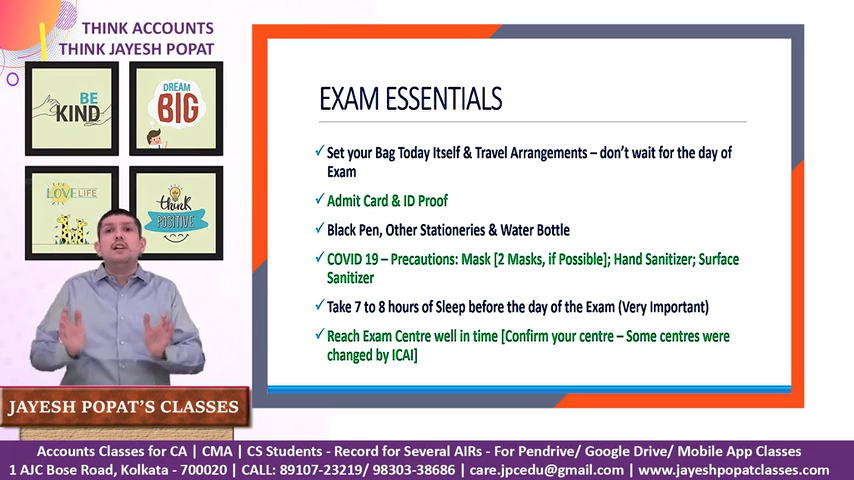 THINK ACCOUNTS
THINK JAYESH POPAT
BE
KIND
DREAM
BIG
LOVE LIFE
think
POSITIVE
EXAM ESSENTIALS
✓Set your Bag Today Itself & Travel Arrangements – don't wait for the day of
Exam
✓Admit Card & ID Proof
✓Black Pen, Other Stationeries & Water Bottle
✓COVID 19 – Precautions: Mask [2 Masks, if Possible]; Hand Sanitizer; Surface
Sanitizer
✓Take 7 to 8 hours of Sleep before the day of the Exam (Very Important)
✓Reach Exam Centre well in time [Confirm your centre – Some centres were
changed by ICAI]
JAYESH POPAT'S CLASSES
Accounts Classes for CA | CMA | CS Students - Record for Several AIRs - For Pendrive/ Google Drive/ Mobile App Classes
1 AJC Bose Road, Kolkata - 700020 | CALL: 89107-23219/ 98303-38686 | care.jpcedu@gmail.com | www.jayeshpopatclasses.com